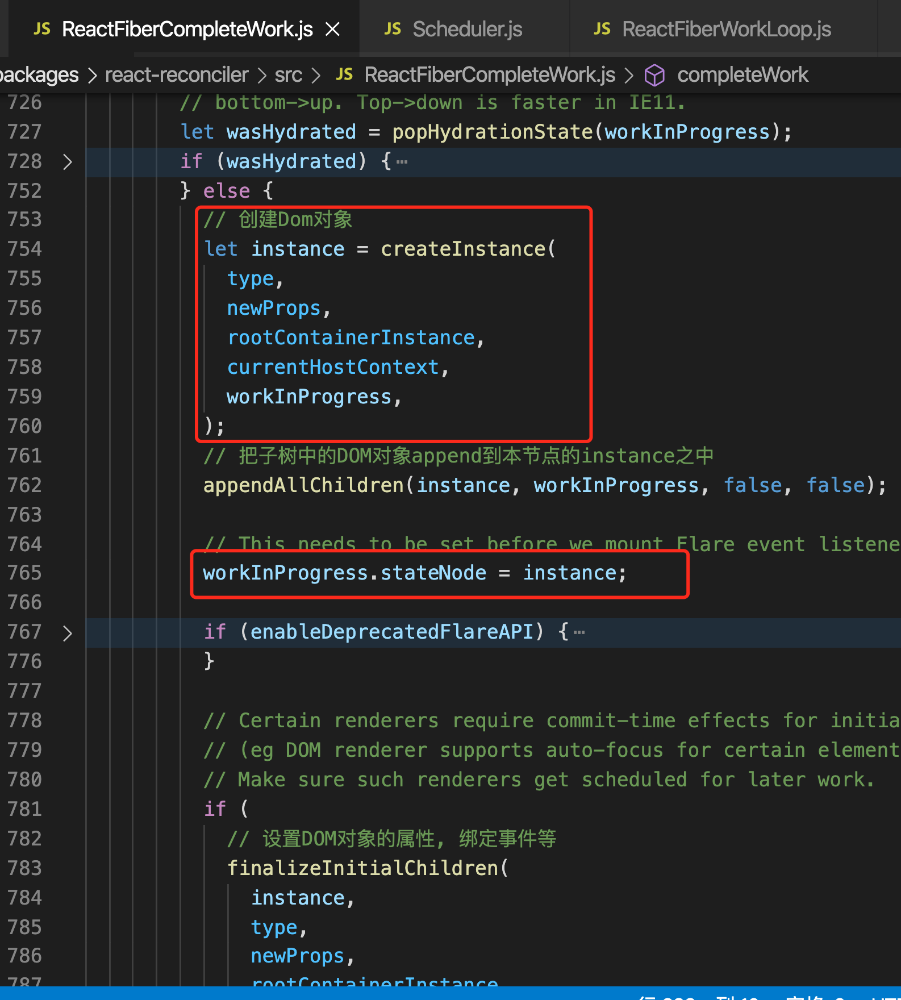 JS ReactFiberCompleteWork.js × JS Scheduler.js JS ReactFiberWorkLoop.js
packages > react-reconciler > src > JS ReactFiberCompleteWork.js > completeWork
726 // bottom->up. Top->down is faster in IE11.
727 let wasHydrated = popHydrationState(workInProgress);
728 if (wasHydrated) {…
752 } else {
753 // 创建Dom对象
754 let instance = createInstance(
755 type,
756 newProps,
757 rootContainerInstance,
758 currentHostContext,
759 workInProgress,
760 );
761 // 把子树中的DOM对象append到本节点的instance之中
762 appendAllChildren(instance, workInProgress, false, false);
763
764 // This needs to be set before we mount Flare event listene
765 workInProgress.stateNode = instance;
766
767 if (enableDeprecatedFlareAPI) {…
776 }
777
778 // Certain renderers require commit-time effects for initia
779 // (eg DOM renderer supports auto-focus for certain element
780 // Make sure such renderers get scheduled for later work.
781 if (
782 // 设置DOM对象的属性, 绑定事件等
783 finalizeInitialChildren(
784 instance,
785 type,
786 newProps,
787 rootContainerInstance